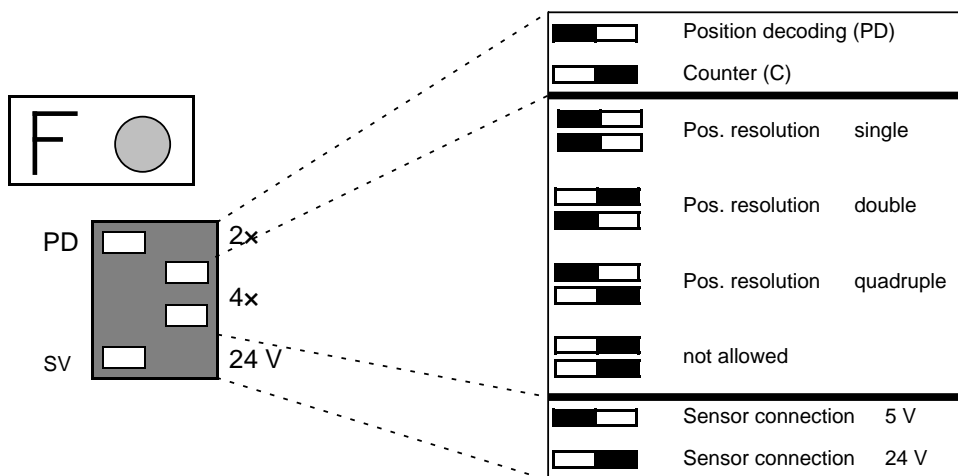 Position decoding (PD)
Counter (C)
F
Pos. resolution single
Pos. resolution double
PD
2×
Pos. resolution quadruple
4×
not allowed
SV
24 V
Sensor connection 5 V
Sensor connection 24 V